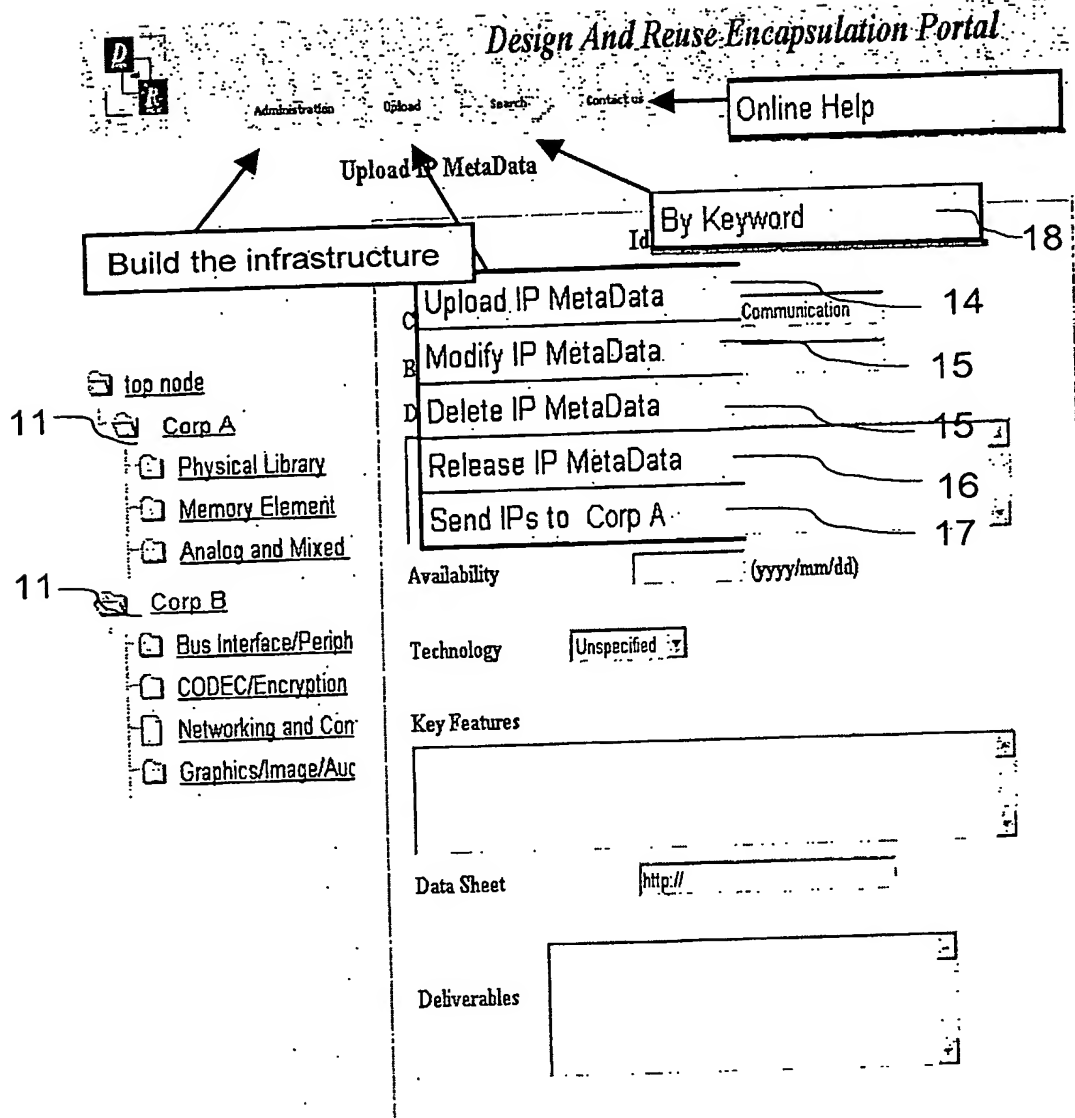 Design And Reuse Encapsulation Portal
D
R
Administration Upload Search Contact us
Online Help
Upload IP MetaData
By Keyword
18
Id
Build the infrastructure
Upload IP MetaData
14
C
Communication
Modify IP MetaData
15
B
top node
Delete IP MetaData
15
D
11
Corp A
Release IP MetaData
16
Physical Library
Send IPs to Corp A
17
Memory Element
Analog and Mixed
Availability
(yyyy/mm/dd)
11
Corp B
Bus Interface/Periph
Technology
Unspecified
CODEC/Encryption
Networking and Con
Key Features
Graphics/Image/Auc
Data Sheet
http://
Deliverables